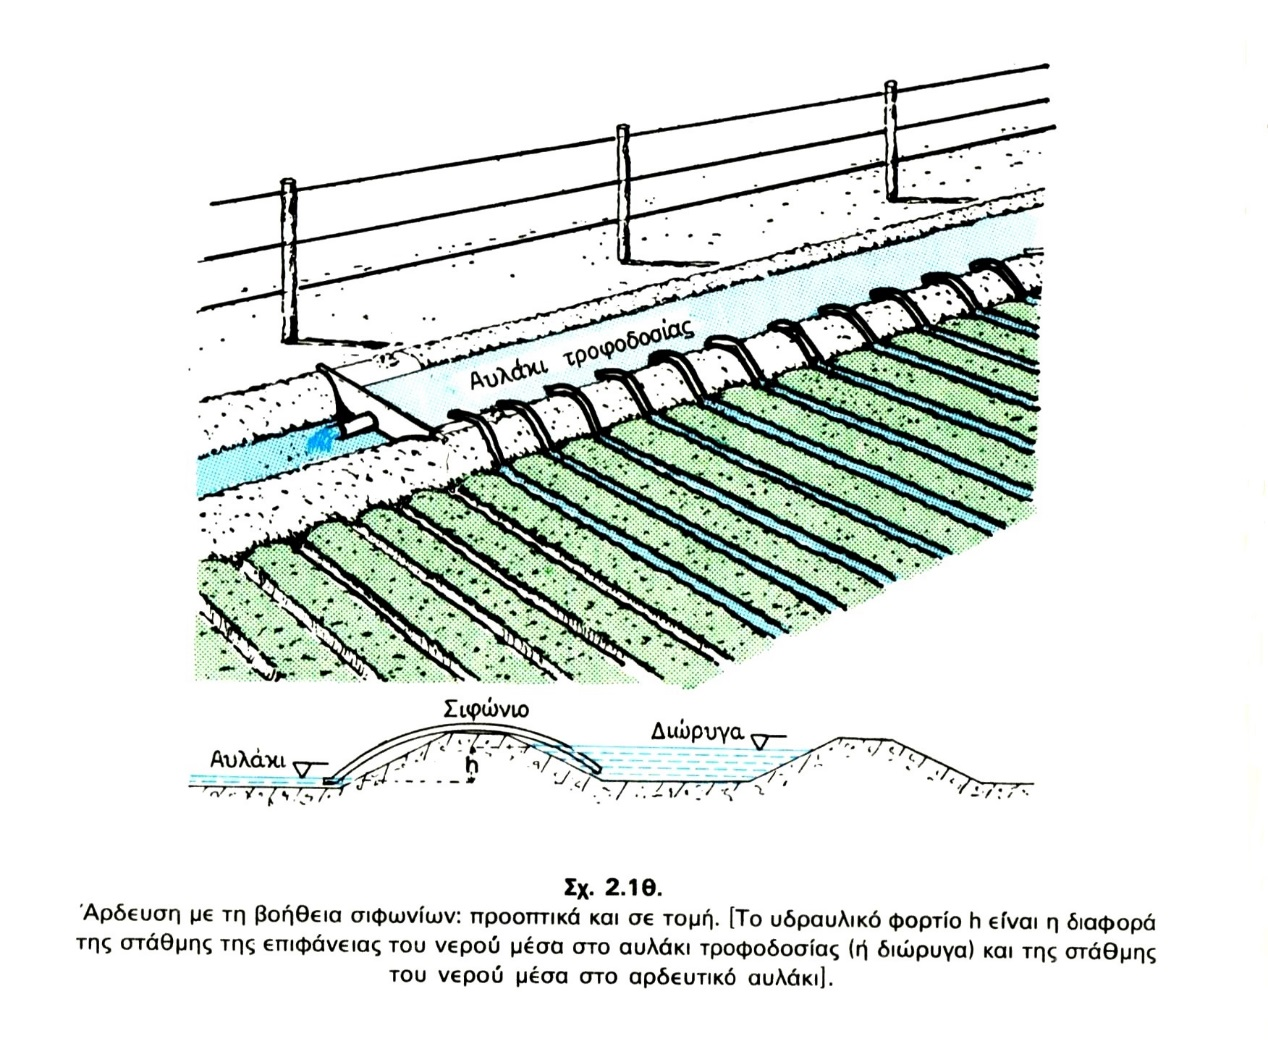 Αυλάκι τροφοδοσίας
Σιφώνιο
Διώρυγα
Αυλάκι
h
Σχ. 2.1θ.
Άρδευση με τη βοήθεια σιφωνίων: προοπτικά και σε τομή. [Το υδραυλικό φορτίο h είναι η διαφορά
της στάθμης της επιφάνειας του νερού μέσα στο αυλάκι τροφοδοσίας (ή διώρυγα) και της στάθμης
του νερού μέσα στο αρδευτικό αυλάκι].